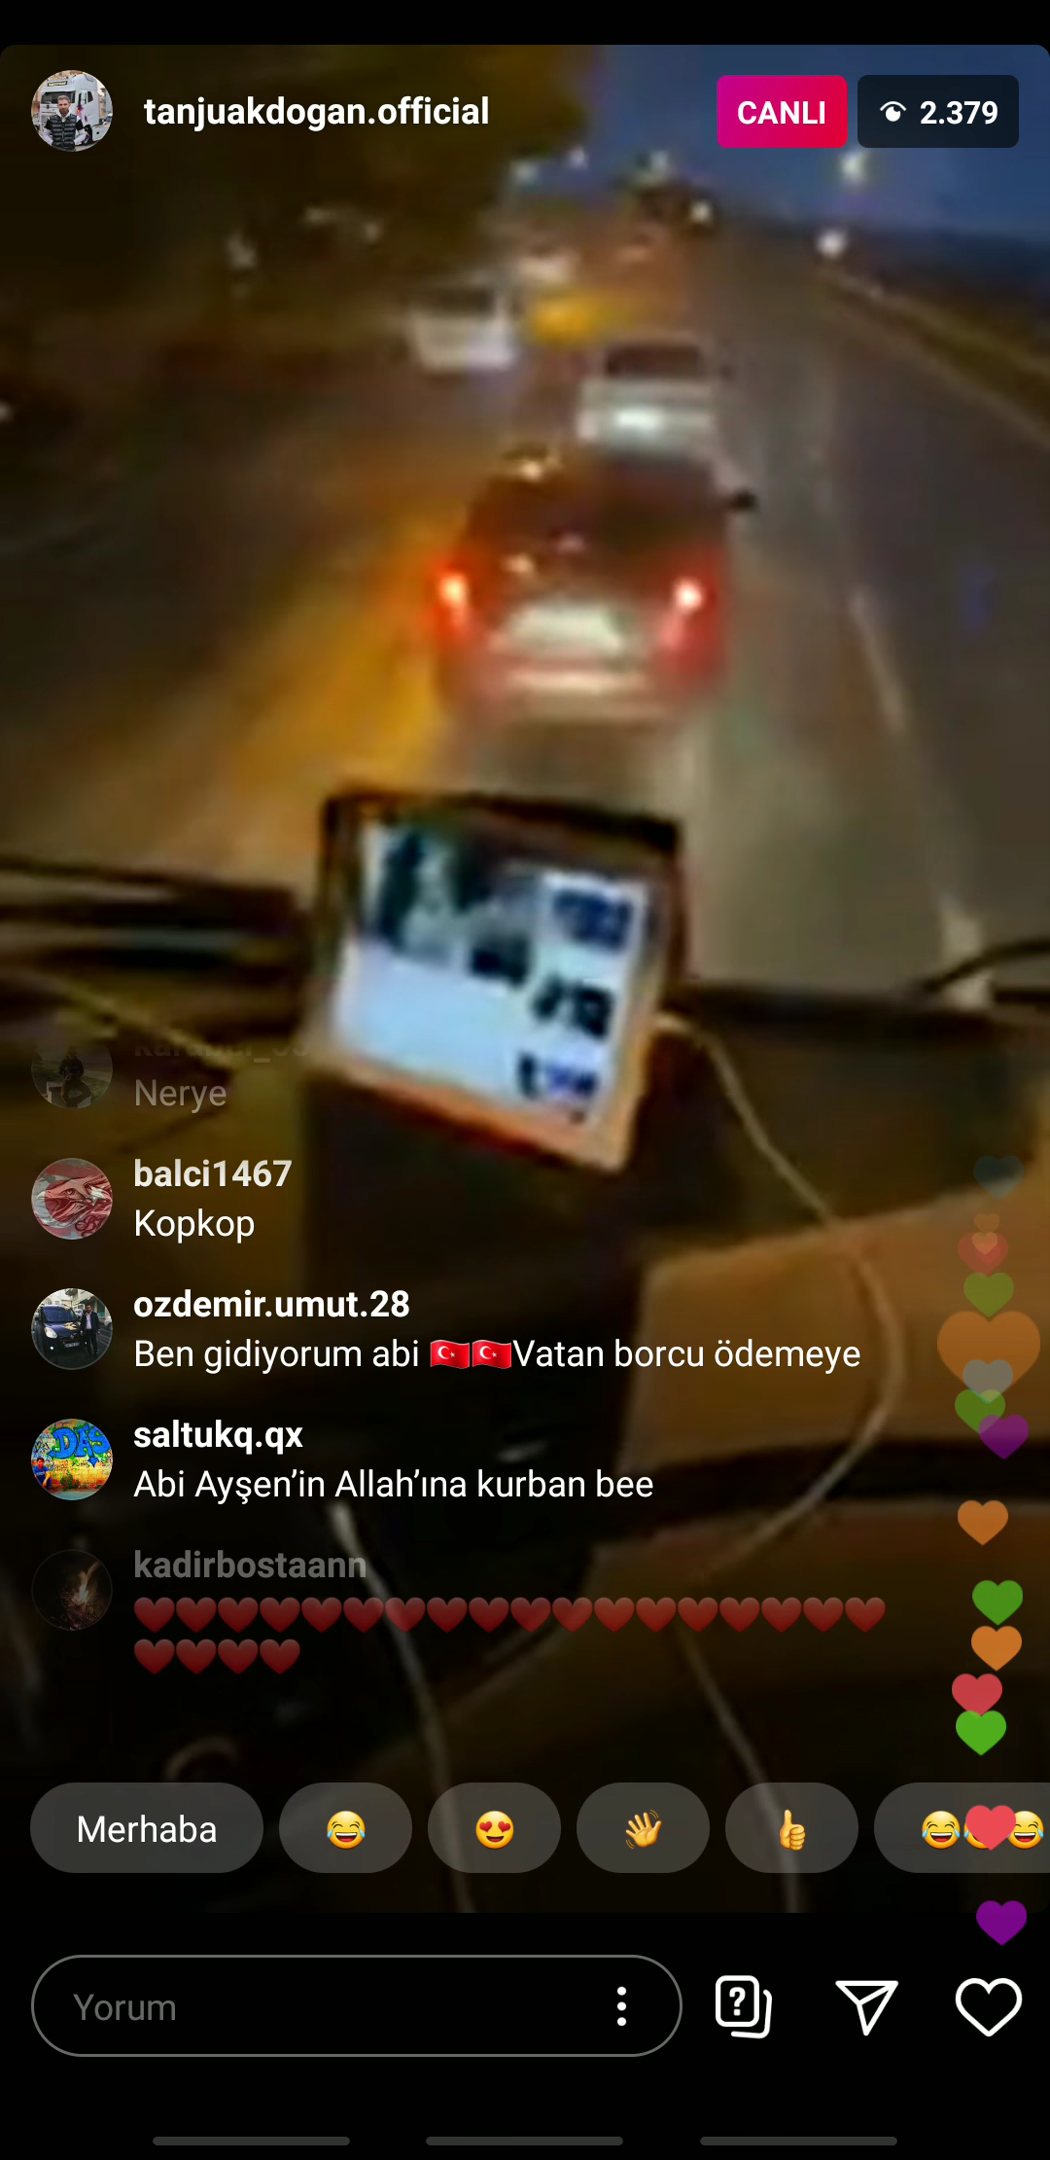 tanjuakdogan.official
CANLI
2.379
Nerye
balci1467
Kopkop
ozdemir.umut.28
Ben gidiyorum abi 🇹🇷🇹🇷Vatan borcu ödemeye
saltukq.qx
Abi Ayşen’in Allah’ına kurban bee
kadirbostaann
❤️❤️❤️❤️❤️❤️❤️❤️❤️❤️❤️❤️❤️❤️❤️❤️❤️❤️
❤️❤️❤️❤️
Merhaba 😂 😍 👋 👍 😂😂😂
Yorum